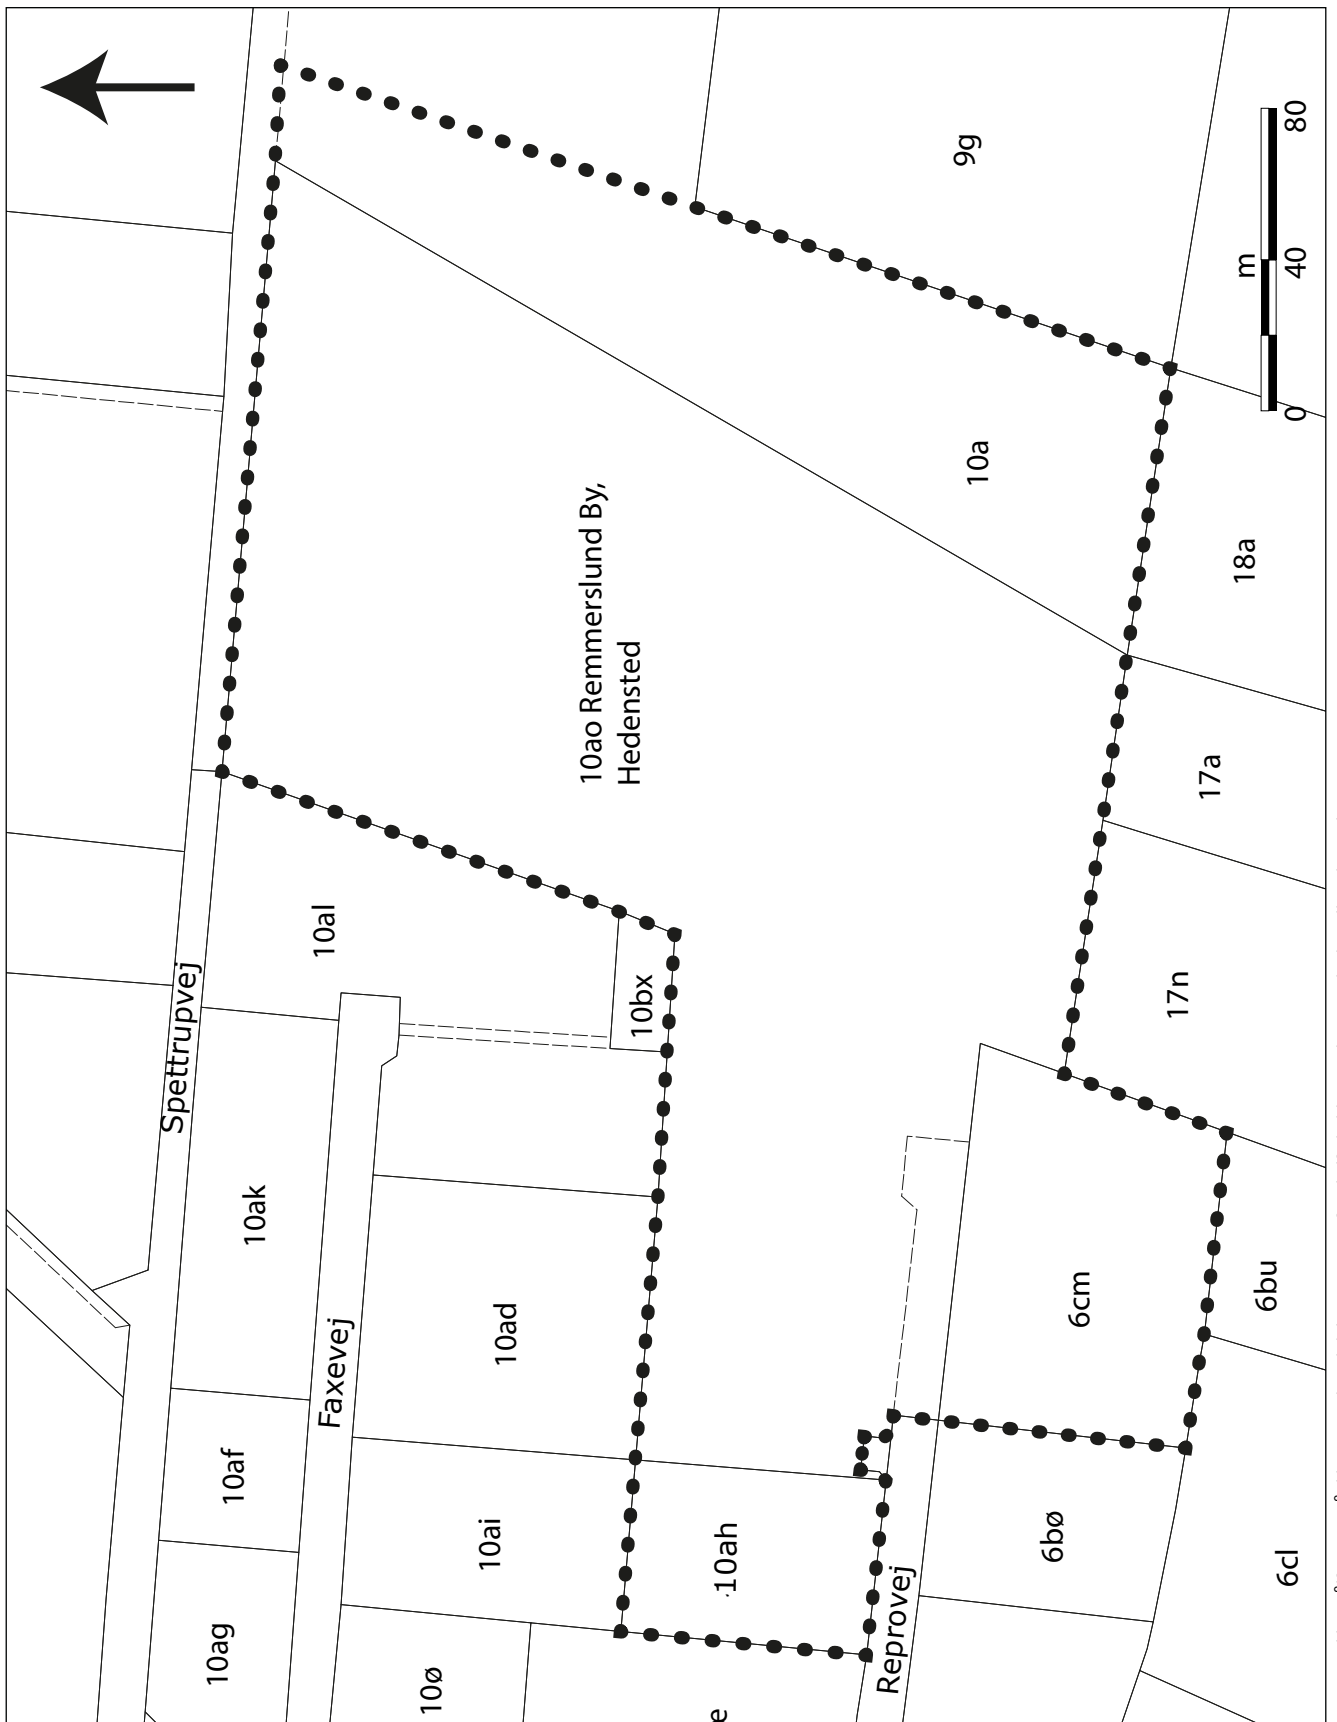 Spettrupvej
10al
10bx
10ak
10af
10ag
Faxevej
10ad
10ai
10ø
10ah
e
Reprovej
6cm
6bø
6bu
6cl
17n
17a
18a
10a
9g
10ao Remmerslund By,
Hedensted
m
0 40 80